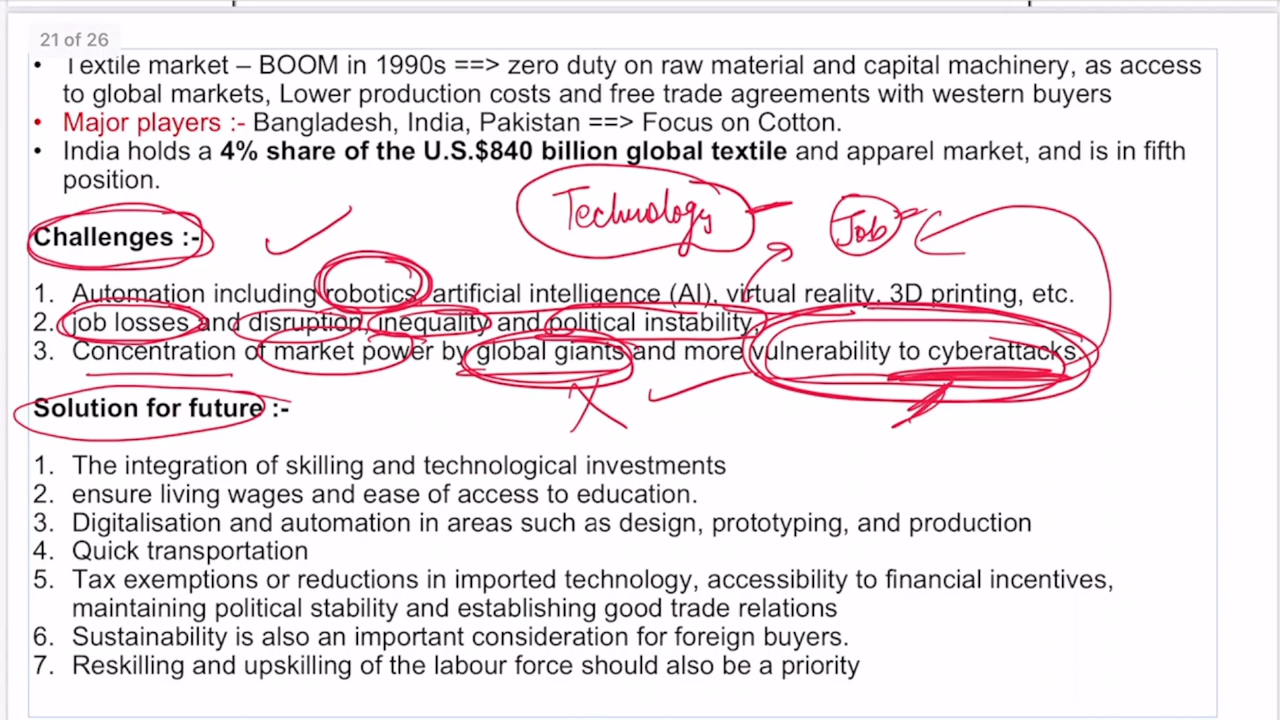 21 of 26
• Textile market – BOOM in 1990s ==> zero duty on raw material and capital machinery, as access
to global markets, Lower production costs and free trade agreements with western buyers
• Major players :- Bangladesh, India, Pakistan ==> Focus on Cotton.
• India holds a 4% share of the U.S.$840 billion global textile and apparel market, and is in fifth
position.
Technology
Job
Challenges :-
1. Automation including robotics, artificial intelligence (AI), virtual reality, 3D printing, etc.
2. job losses and disruption, inequality and political instability,
3. Concentration of market power by global giants and more vulnerability to cyberattacks
Solution for future :-
1. The integration of skilling and technological investments
2. ensure living wages and ease of access to education.
3. Digitalisation and automation in areas such as design, prototyping, and production
4. Quick transportation
5. Tax exemptions or reductions in imported technology, accessibility to financial incentives,
maintaining political stability and establishing good trade relations
6. Sustainability is also an important consideration for foreign buyers.
7. Reskilling and upskilling of the labour force should also be a priority